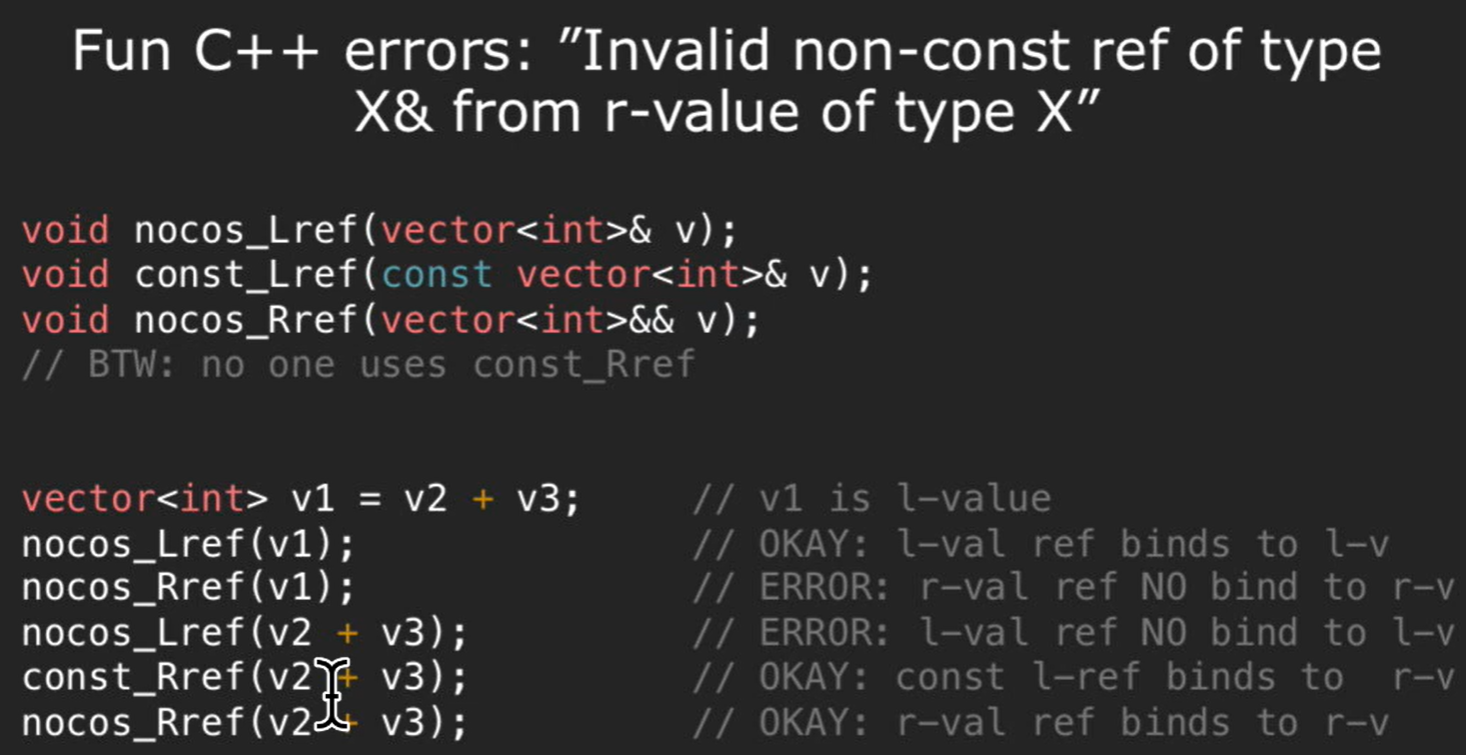 Fun C++ errors: ”Invalid non-const ref of type
X& from r-value of type X”
void nocos_Lref(vector<int>& v);
void const_Lref(const vector<int>& v);
void nocos_Rref(vector<int>&& v);
// BTW: no one uses const_Rref
vector<int> v1 = v2 + v3; // v1 is l-value
nocos_Lref(v1); // OKAY: l-val ref binds to l-v
nocos_Rref(v1); // ERROR: r-val ref NO bind to r-v
nocos_Lref(v2 + v3); // ERROR: l-val ref NO bind to l-v
const_Rref(v2 + v3); // OKAY: const l-ref binds to  r-v
nocos_Rref(v2 + v3); // OKAY: r-val ref binds to r-v